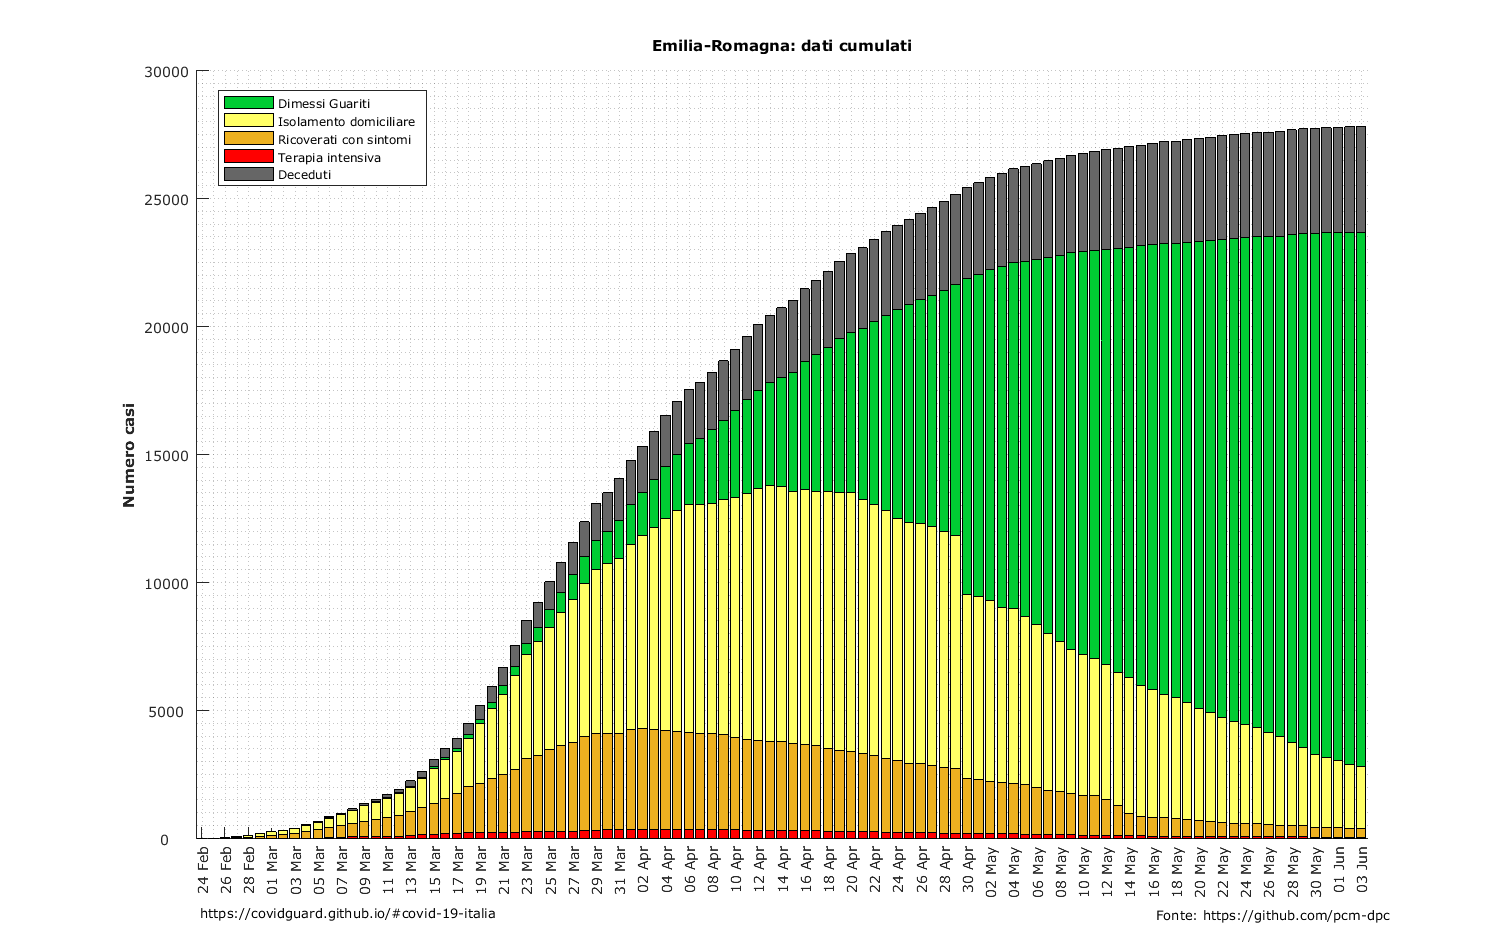 Emilia-Romagna: dati cumulati
30000
25000
20000
15000
10000
5000
0
Numero casi
Dimessi Guariti
Isolamento domiciliare
Ricoverati con sintomi
Terapia intensiva
Deceduti
24 Feb
26 Feb
28 Feb
01 Mar
03 Mar
05 Mar
07 Mar
09 Mar
11 Mar
13 Mar
15 Mar
17 Mar
19 Mar
21 Mar
23 Mar
25 Mar
27 Mar
29 Mar
31 Mar
02 Apr
04 Apr
06 Apr
08 Apr
10 Apr
12 Apr
14 Apr
16 Apr
18 Apr
20 Apr
22 Apr
24 Apr
26 Apr
28 Apr
30 Apr
02 May
04 May
06 May
08 May
10 May
12 May
14 May
16 May
18 May
20 May
22 May
24 May
26 May
28 May
30 May
01 Jun
03 Jun
https://covidguard.github.io/#covid-19-italia
Fonte: https://github.com/pcm-dpc